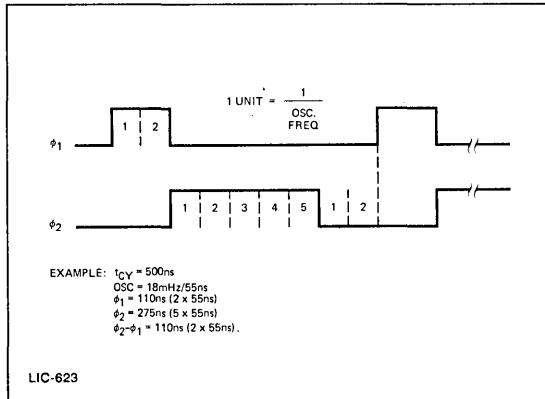 1 UNIT = 1
OSC.
FREQ
1 2
ϕ1
1 2 3 4 5 1 2
ϕ2
EXAMPLE: tCY = 500ns
OSC = 18mHz/55ns
ϕ1 = 110ns (2 x 55ns)
ϕ2 = 275ns (5 x 55ns)
ϕ2-ϕ1 = 110ns (2 x 55ns).
LIC-623